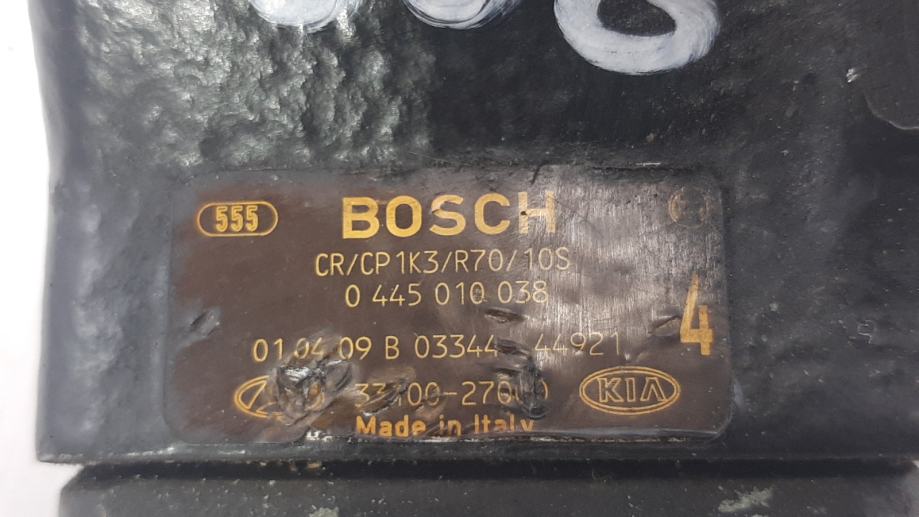 555
BOSCH
CR/CP1K3/R70/10S
0 445 010 038
4
01 04 09 B 03344 44921
KIA
Made in Italy